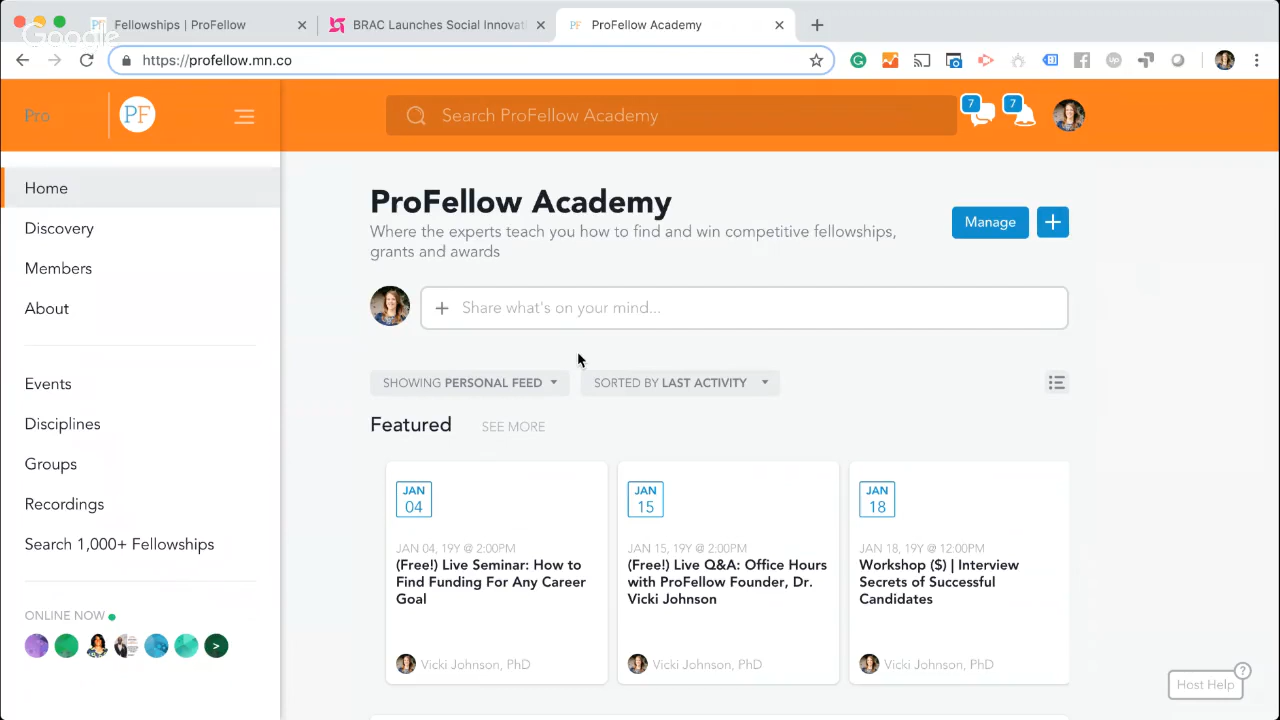 Fellowships | ProFellow
BRAC Launches Social Innovat
ProFellow Academy
Google
https://profellow.mn.co
Pro
PF
Search ProFellow Academy
7
7
Home
Discovery
Members
About
Events
Disciplines
Groups
Recordings
Search 1,000+ Fellowships
ONLINE NOW
ProFellow Academy
Where the experts teach you how to find and win competitive fellowships,
grants and awards
Manage
Share what's on your mind...
SHOWING PERSONAL FEED
SORTED BY LAST ACTIVITY
Featured
SEE MORE
JAN
04
JAN 04, 19Y @ 2:00PM
(Free!) Live Seminar: How to
Find Funding For Any Career
Goal
Vicki Johnson, PhD
JAN
15
JAN 15, 19Y @ 2:00PM
(Free!) Live Q&A: Office Hours
with ProFellow Founder, Dr.
Vicki Johnson
Vicki Johnson, PhD
JAN
18
JAN 18, 19Y @ 12:00PM
Workshop ($) | Interview
Secrets of Successful
Candidates
Vicki Johnson, PhD
Host Help
?